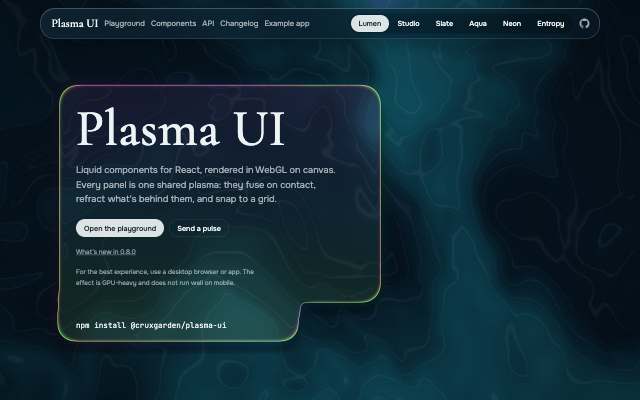 Plasma UI Playground Components API Changelog Example app Lumen Studio Slate Aqua Neon Entropy
Plasma UI
Liquid components for React, rendered in WebGL on canvas.
Every panel is one shared plasma: they fuse on contact,
refract what's behind them, and snap to a grid.
Open the playground Send a pulse
What's new in 0.8.0
For the best experience, use a desktop browser or app. The
effect is GPU-heavy and does not run well on mobile.
npm install @cruxgarden/plasma-ui